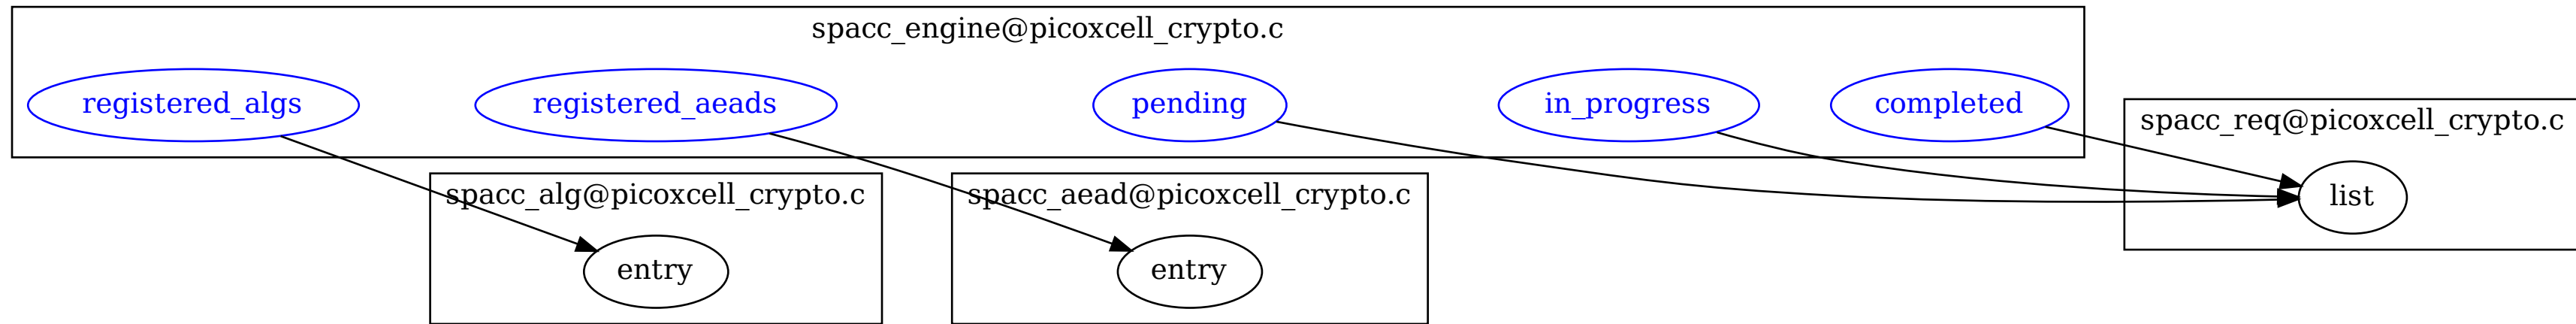 spacc_engine@picoxcell_crypto.c
registered_algs
registered_aeads
pending
in_progress
completed
spacc_req@picoxcell_crypto.c
list
spacc_alg@picoxcell_crypto.c
entry
spacc_aead@picoxcell_crypto.c
entry